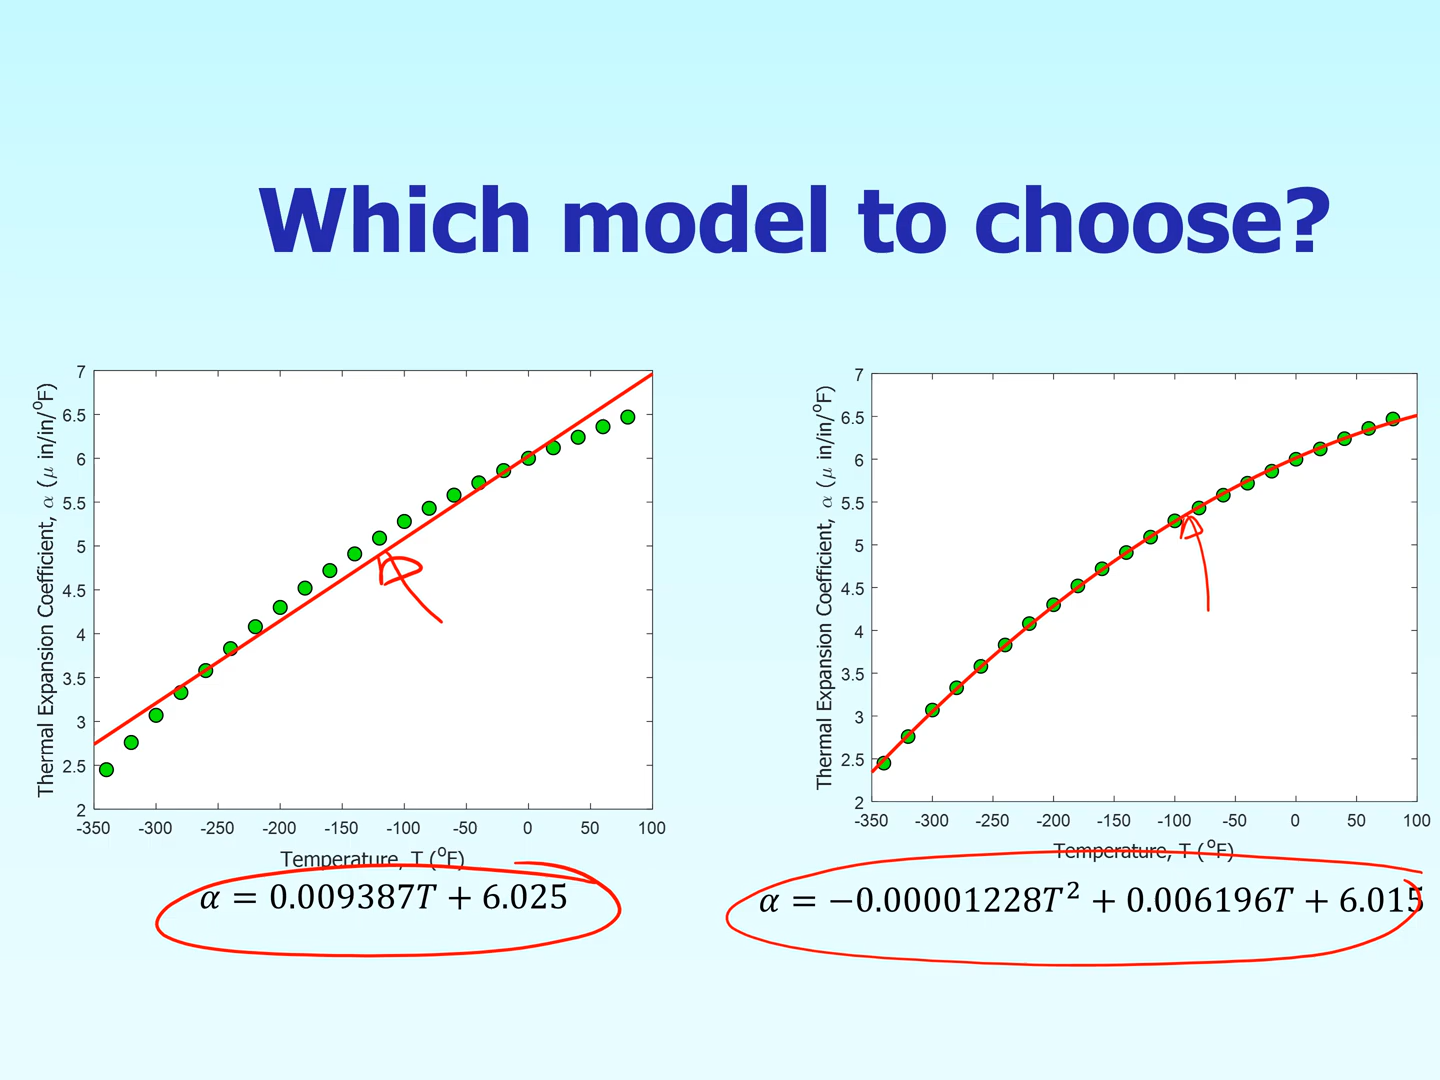 Which model to choose?
Thermal Expansion Coefficient, α (μ in/in/°F)
7
6.5
6
5.5
5
4.5
4
3.5
3
2.5
2
-350 -300 -250 -200 -150 -100 -50 0 50 100
Temperature, T (°F)
α = 0.009387T + 6.025
Thermal Expansion Coefficient, α (μ in/in/°F)
7
6.5
6
5.5
5
4.5
4
3.5
3
2.5
2
-350 -300 -250 -200 -150 -100 -50 0 50 100
Temperature, T (°F)
α = −0.00001228T² + 0.006196T + 6.015